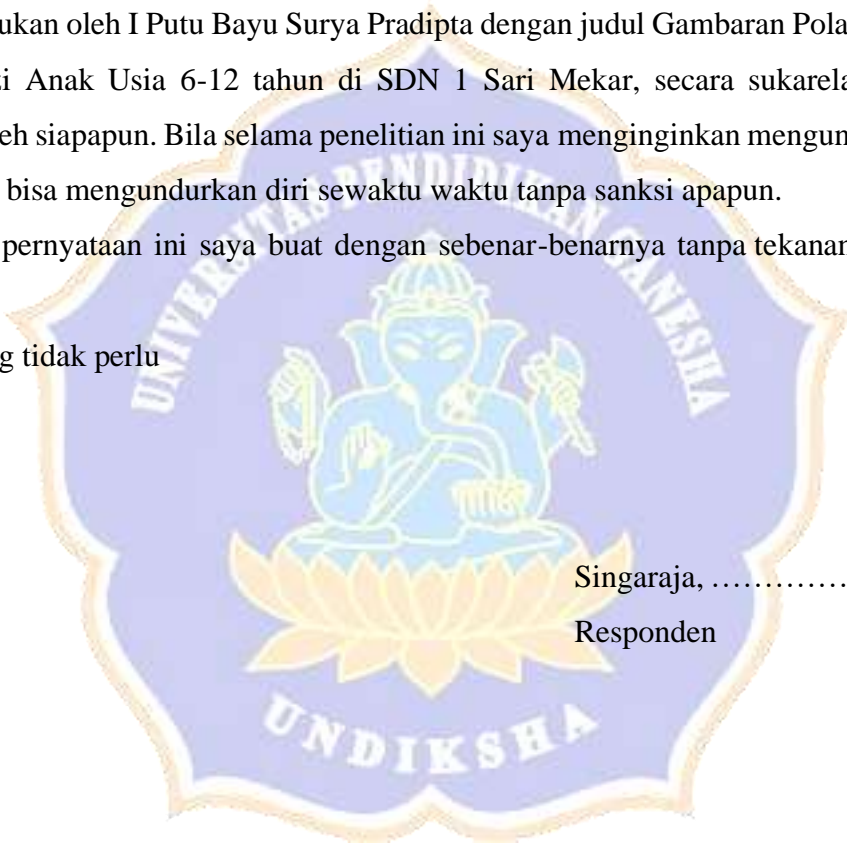 ukan oleh I Putu Bayu Surya Pradipta dengan judul Gambaran Pola
i Anak Usia 6-12 tahun di SDN 1 Sari Mekar, secara sukarela
eh siapapun. Bila selama penelitian ini saya menginginkan mengun
bisa mengundurkan diri sewaktu waktu tanpa sanksi apapun.
pernyataan ini saya buat dengan sebenar-benarnya tanpa tekanan
g tidak perlu
UNIVERSITAS PENDIDIKAN GANESHA
Singaraja, ……………
Responden
UNDIKSHA